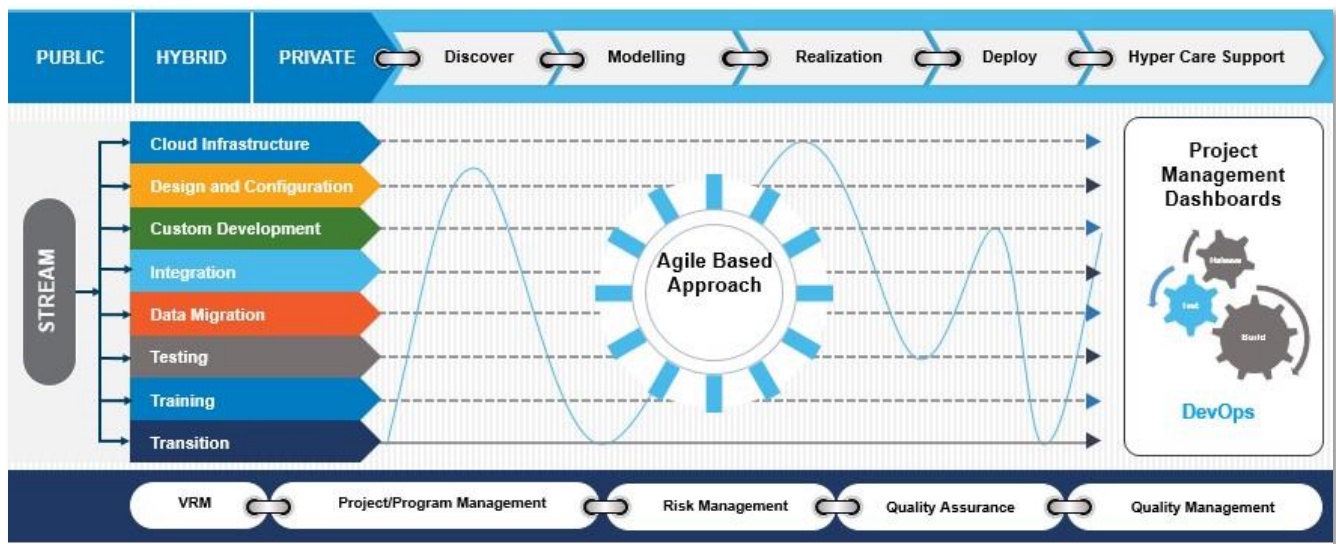 PUBLIC
HYBRID
PRIVATE
Discover
Modelling
Realization
Deploy
Hyper Care Support
STREAM
Cloud Infrastructure
Design and Configuration
Custom Development
Integration
Data Migration
Testing
Training
Transition
Agile Based
Approach
Project
Management
Dashboards
Release
Test
Build
DevOps
VRM
Project/Program Management
Risk Management
Quality Assurance
Quality Management